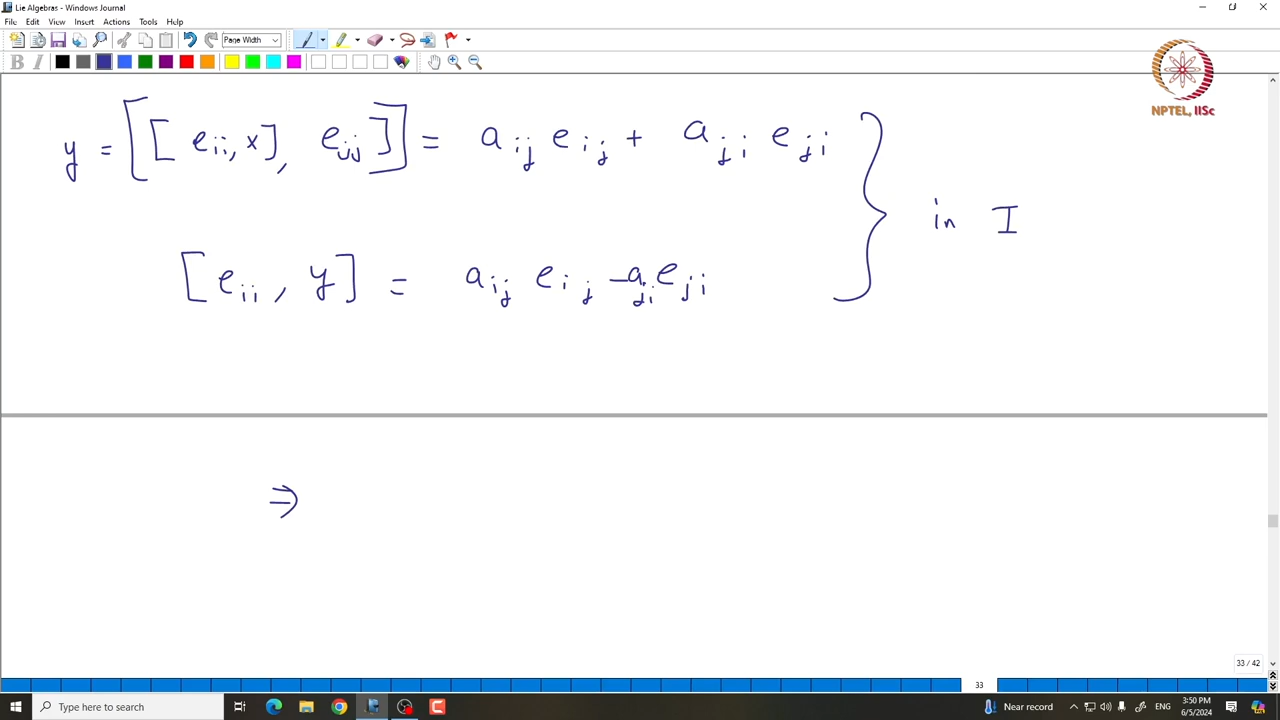 Lie Algebras - Windows Journal
File Edit View Insert Actions Tools Help
Page Width
B I
NPTEL, IISc
y = [[e_ii, x], e_jj] = a_ij e_ij + a_ji e_ji
in I
[e_ii, y] = a_ij e_ij - a_ji e_ji
⇒
33 / 42
33
Type here to search
Near record
3:50 PM
6/5/2024